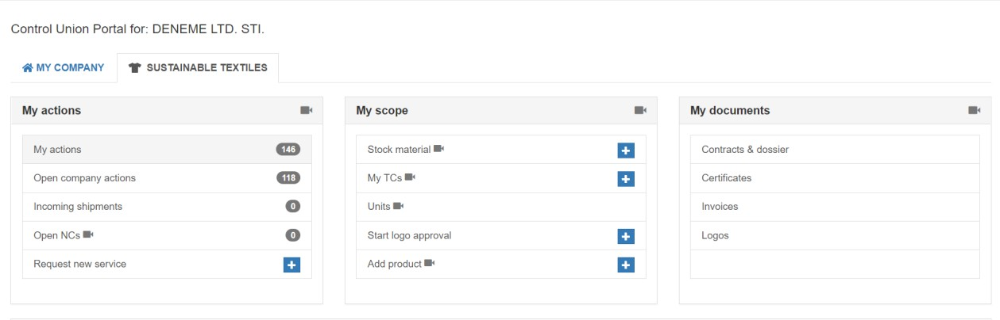 Control Union Portal for: DENEME LTD. STI.
MY COMPANY
SUSTAINABLE TEXTILES
My actions
My actions 146
Open company actions 118
Incoming shipments 0
Open NCs 0
Request new service
My scope
Stock material
My TCs
Units
Start logo approval
Add product
My documents
Contracts & dossier
Certificates
Invoices
Logos